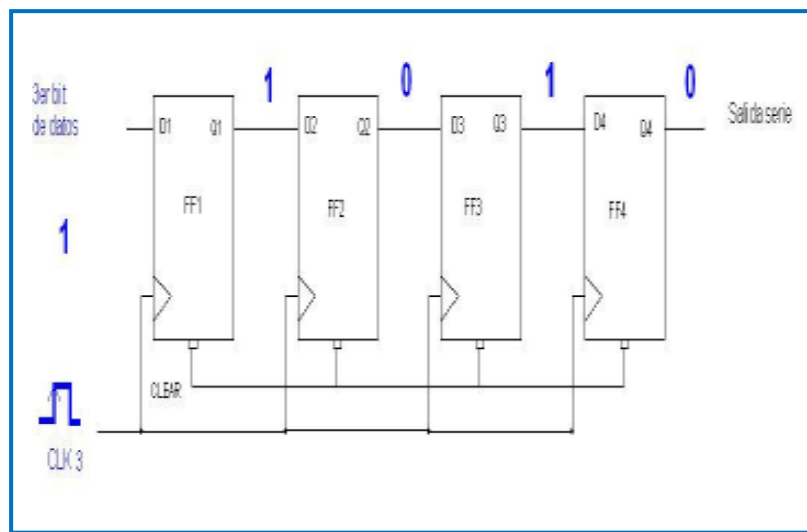 1 0 1 0
3er bit
de datos
D1 Q1 D2 Q2 D3 Q3 D4 Q4
Salida serie
FF1 FF2 FF3 FF4
1
CLEAR
CLK 3